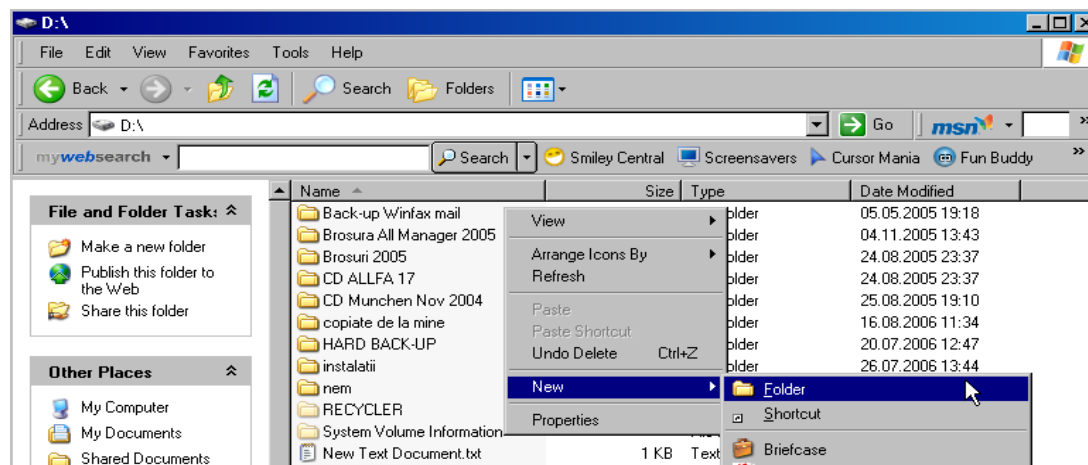 D:\
File Edit View Favorites Tools Help
Back Search Folders
Address D:\ Go msn »
mywebsearch Search Smiley Central Screensavers Cursor Mania Fun Buddy »
Name Size Type Date Modified
File and Folder Task:
Make a new folder
Publish this folder to
the Web
Share this folder
Other Places
My Computer
My Documents
Shared Documents
Back-up Winfax mail older 05.05.2005 19:18
Brosura All Manager 2005 older 04.11.2005 13:43
Brosuri 2005 older 24.08.2005 23:37
CD ALLFA 17 older 24.08.2005 23:37
CD Munchen Nov 2004 older 25.08.2005 19:10
copiate de la mine older 16.08.2006 11:34
HARD BACK-UP older 20.07.2006 12:47
instalatii older 26.07.2006 13:44
nem
RECYCLER
System Volume Information
New Text Document.txt 1 KB Text
View
Arrange Icons By
Refresh
Paste
Paste Shortcut
Undo Delete Ctrl+Z
New
Properties
Folder
Shortcut
Briefcase